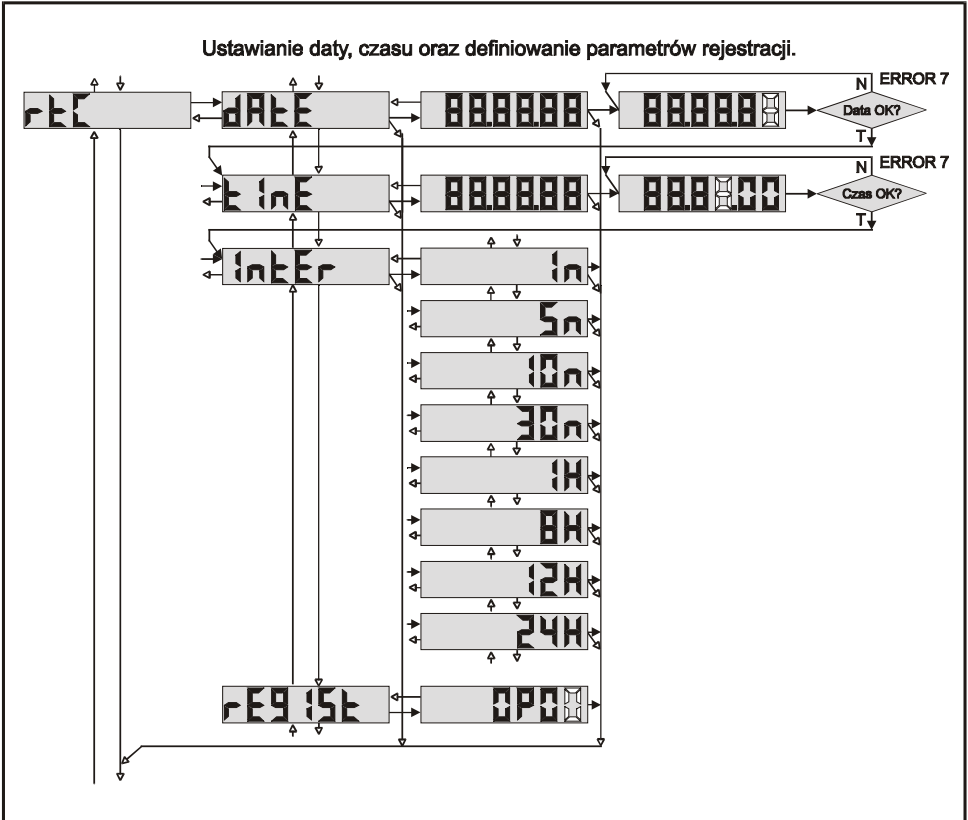 Ustawianie daty, czasu oraz definiowanie parametrów rejestracji.
rtC
dAtE
88.88.88
88.88.8
N
ERROR 7
Data OK?
T
t InE
88.88.88
88.8 .00
N
ERROR 7
Czas OK?
T
IntEr
1n
5n
10n
30n
1H
8H
12H
24H
rEgISt
0P0